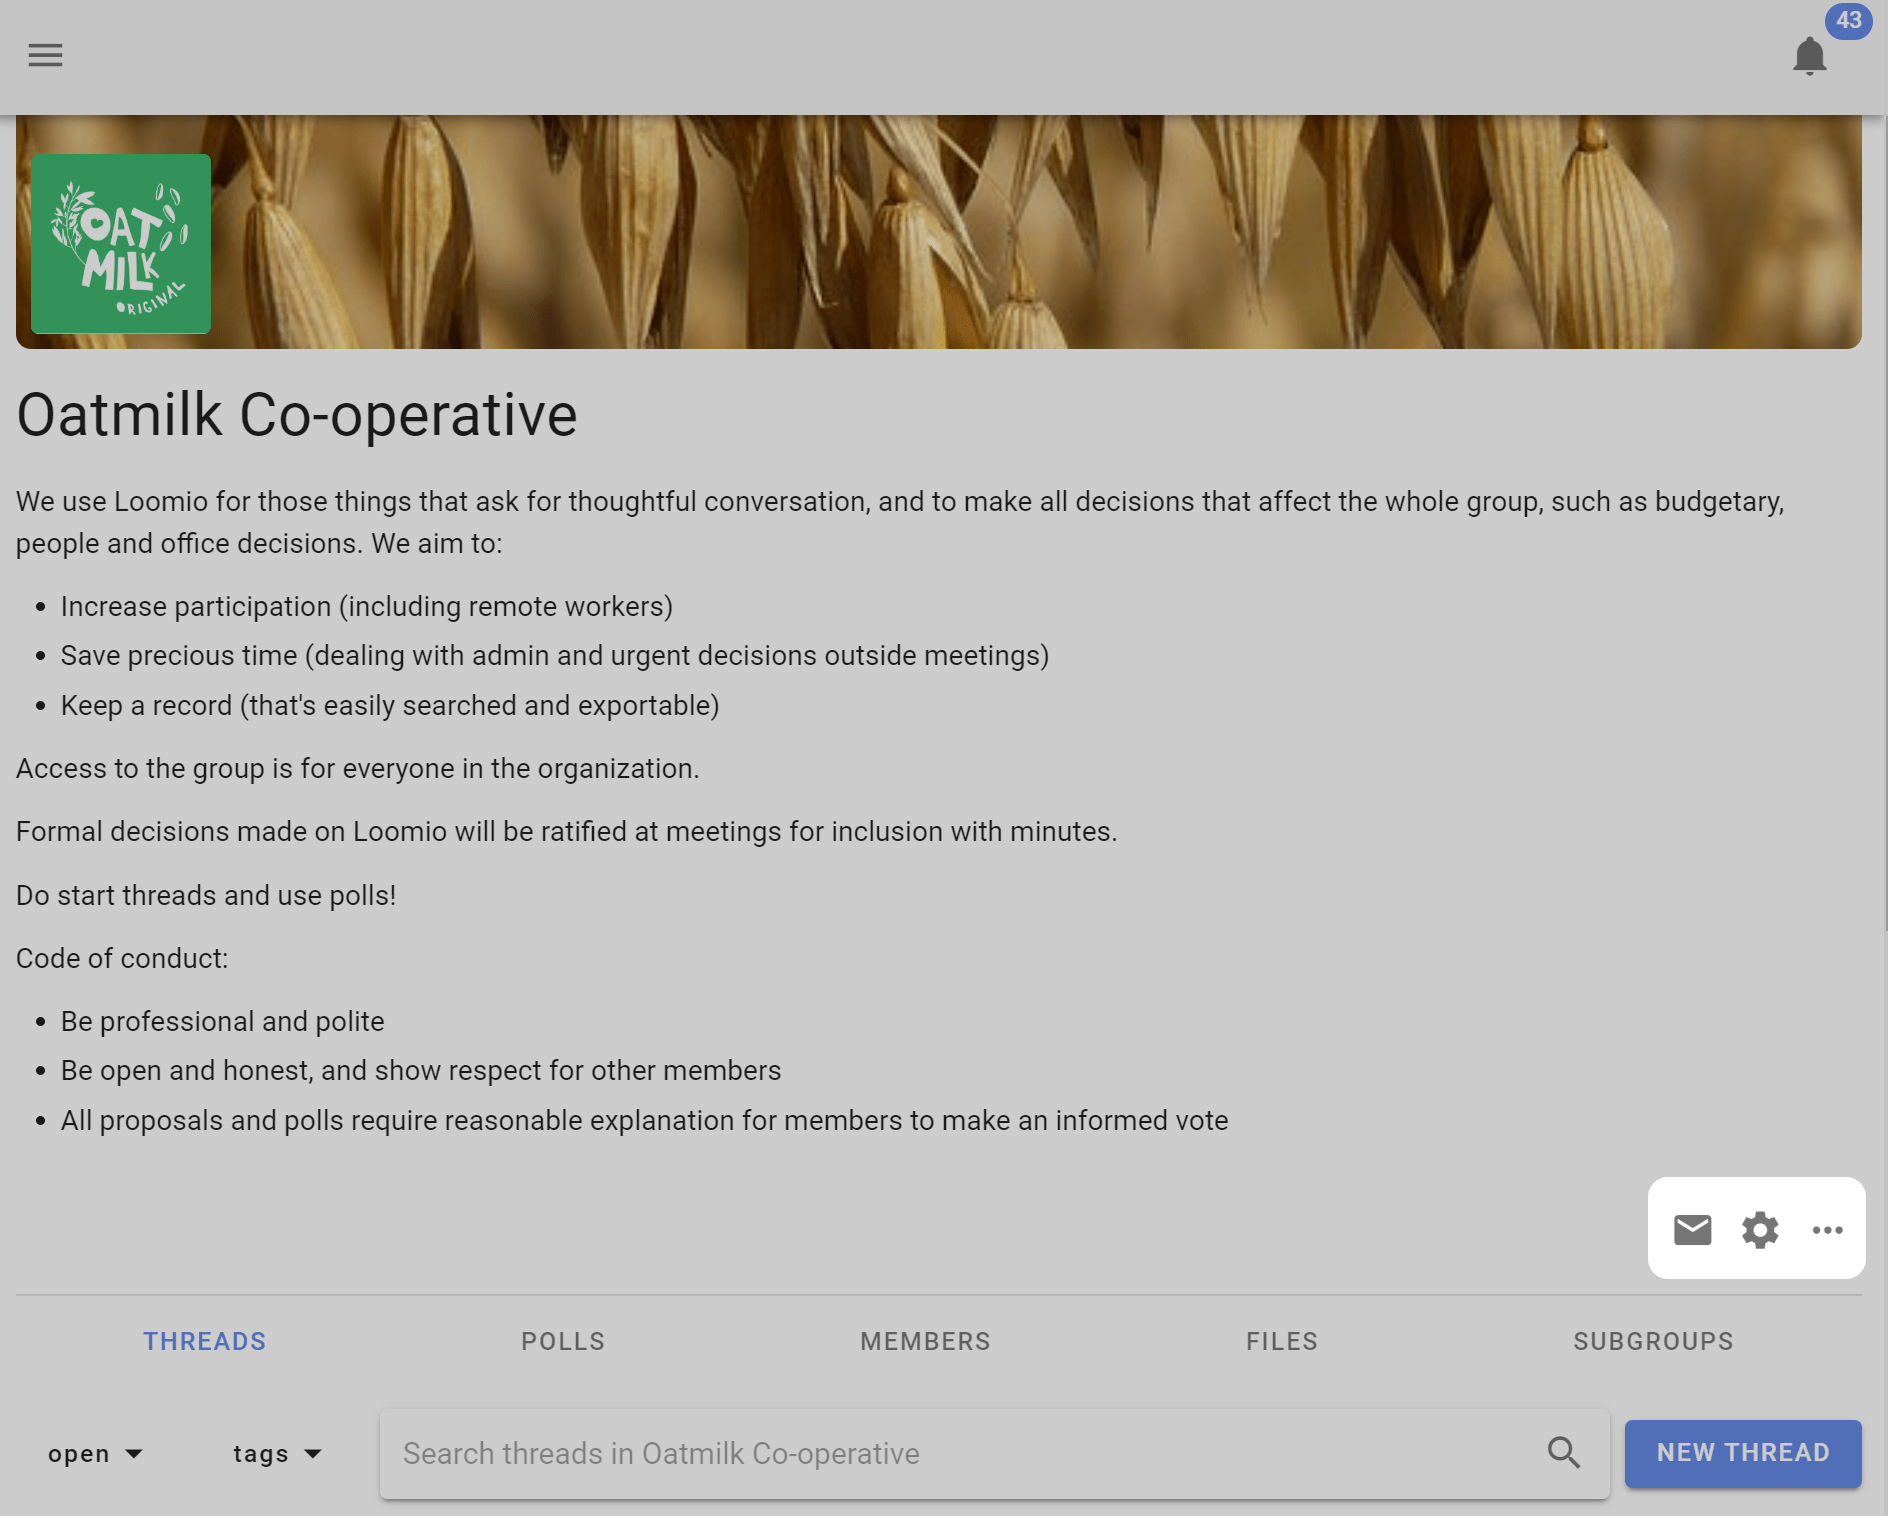 43
OAT
MILK
ORIGINAL
Oatmilk Co-operative
We use Loomio for those things that ask for thoughtful conversation, and to make all decisions that affect the whole group, such as budgetary,
people and office decisions. We aim to:
• Increase participation (including remote workers)
• Save precious time (dealing with admin and urgent decisions outside meetings)
• Keep a record (that's easily searched and exportable)
Access to the group is for everyone in the organization.
Formal decisions made on Loomio will be ratified at meetings for inclusion with minutes.
Do start threads and use polls!
Code of conduct:
• Be professional and polite
• Be open and honest, and show respect for other members
• All proposals and polls require reasonable explanation for members to make an informed vote
THREADS POLLS MEMBERS FILES SUBGROUPS
open tags Search threads in Oatmilk Co-operative NEW THREAD